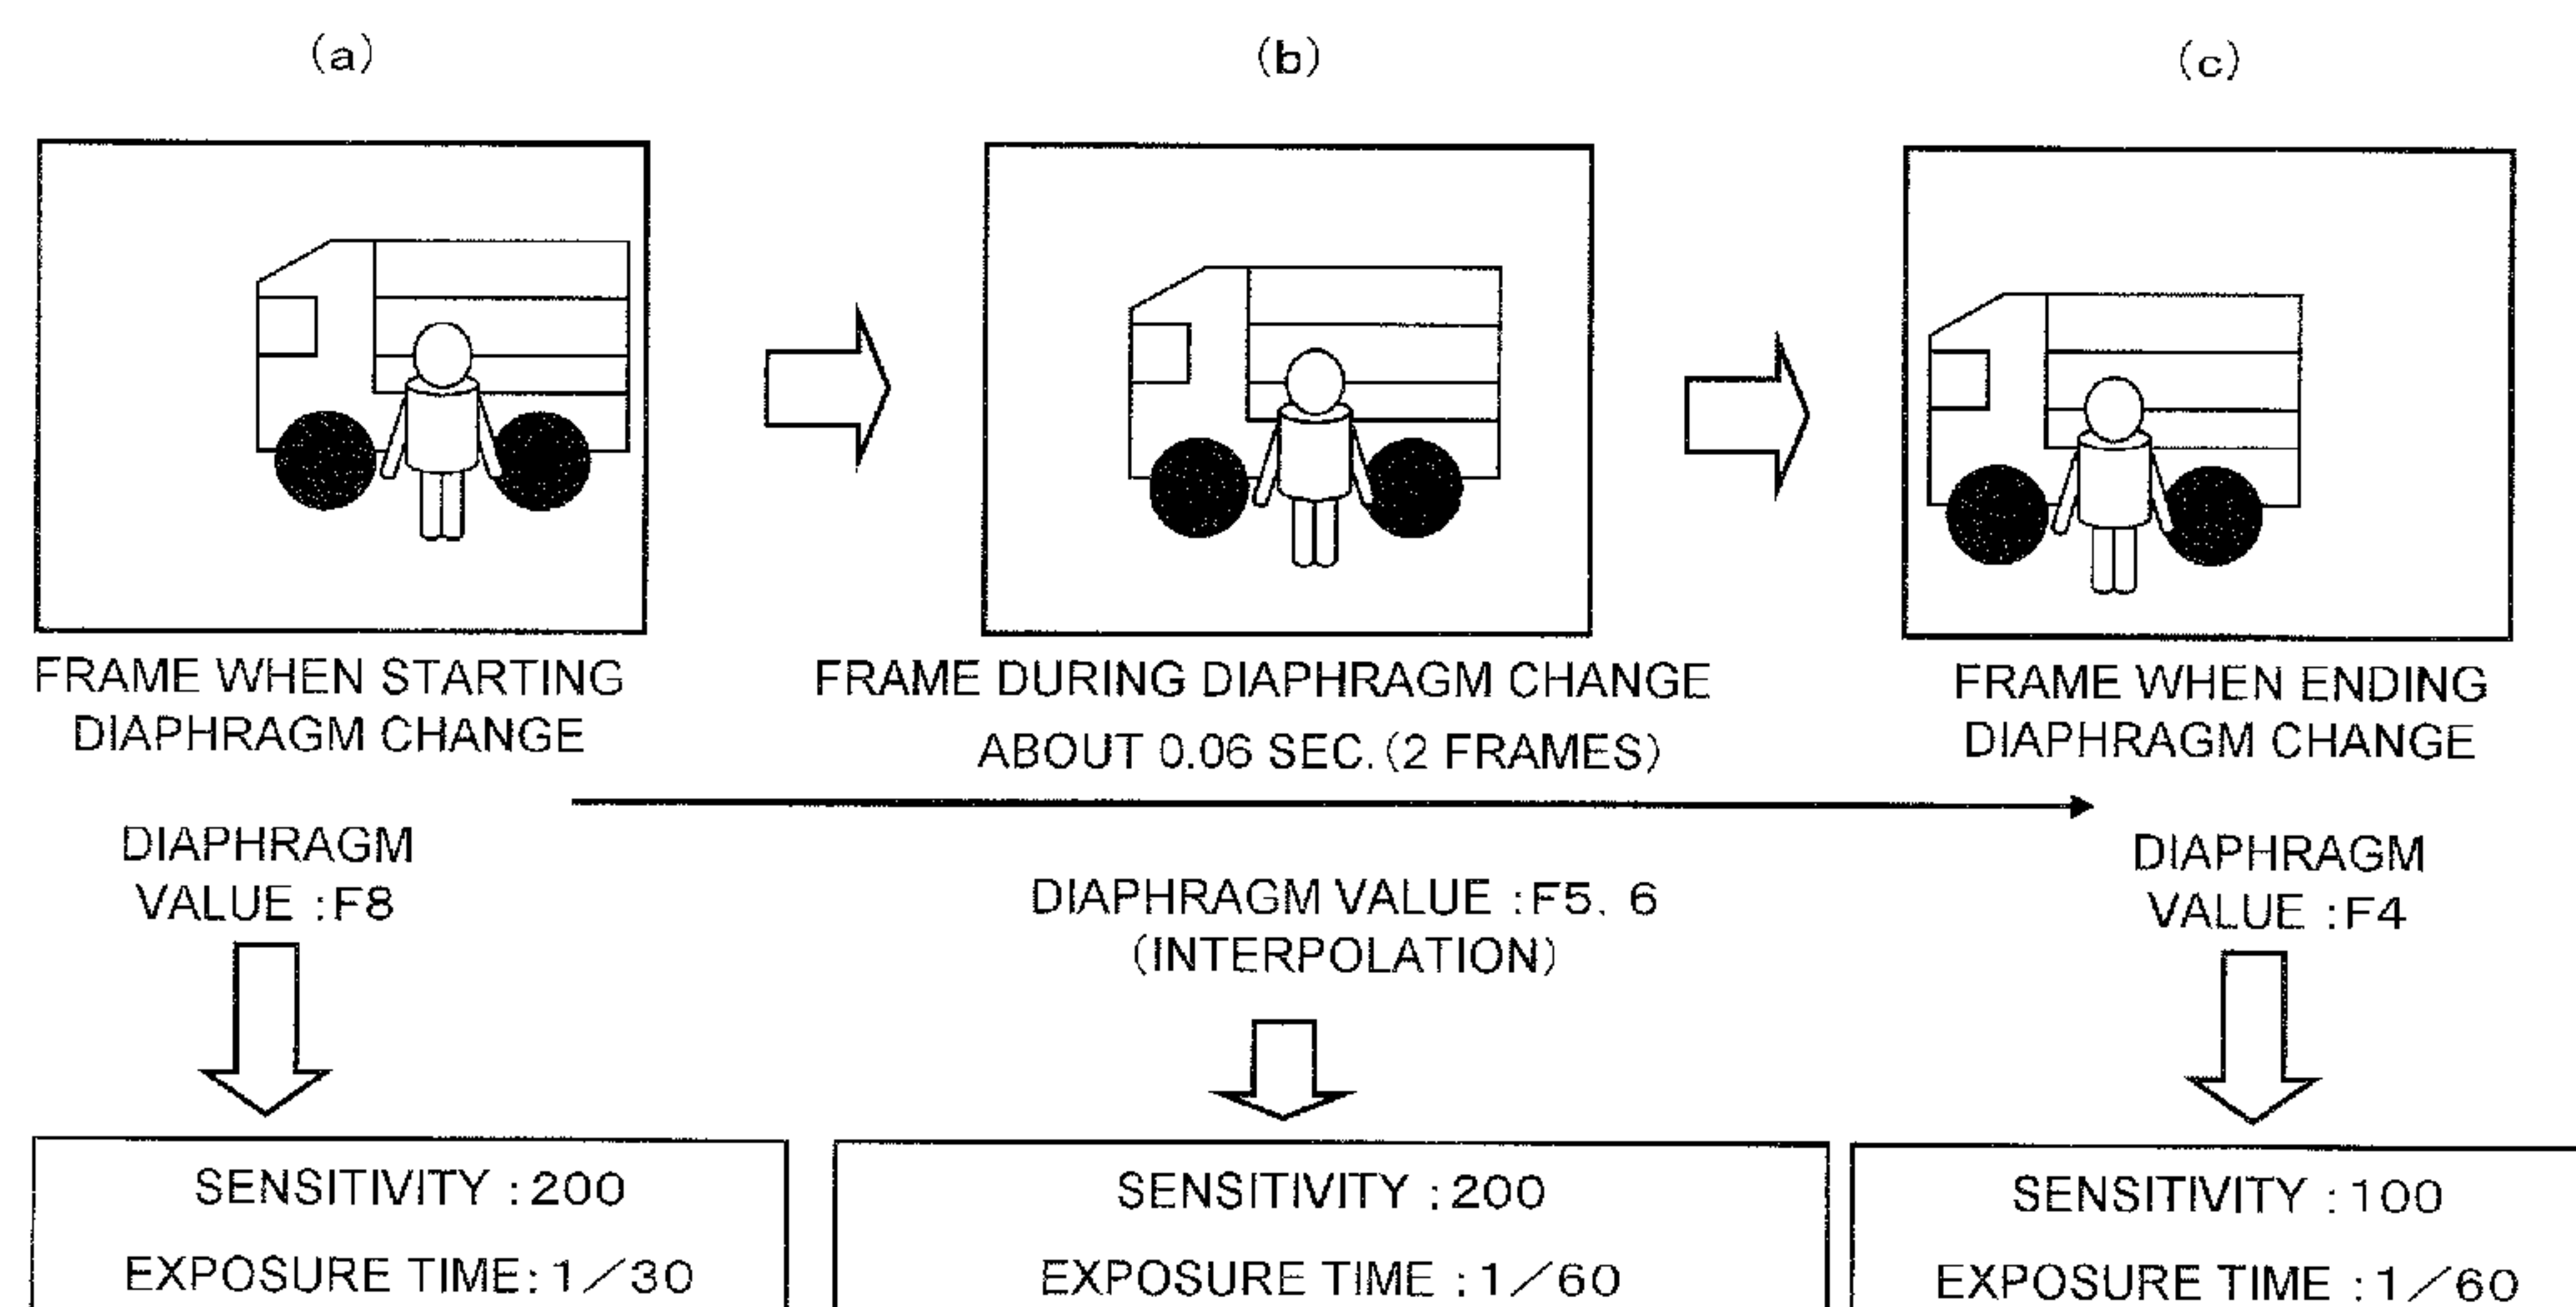 (a)
(b)
(c)
FRAME WHEN STARTING
DIAPHRAGM CHANGE
FRAME DURING DIAPHRAGM CHANGE
ABOUT 0.06 SEC. (2 FRAMES)
FRAME WHEN ENDING
DIAPHRAGM CHANGE
DIAPHRAGM
VALUE :F8
DIAPHRAGM VALUE :F5. 6
(INTERPOLATION)
DIAPHRAGM
VALUE :F4
SENSITIVITY :200
EXPOSURE TIME:1/30
SENSITIVITY :200
EXPOSURE TIME :1/60
SENSITIVITY :100
EXPOSURE TIME :1/60